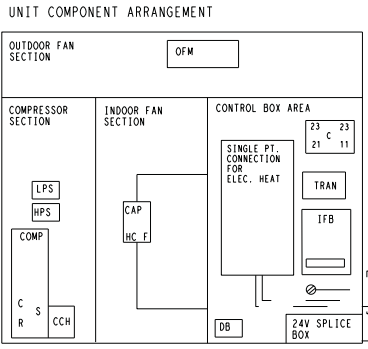 UNIT COMPONENT ARRANGEMENT
OUTDOOR FAN
SECTION
OFM
COMPRESSOR
SECTION
INDOOR FAN
SECTION
CONTROL BOX AREA
23 23
C
21 11
SINGLE PT.
CONNECTION
FOR
ELEC. HEAT
TRAN
LPS
HPS
CAP
HC F
IFB
COMP
C
S
R
CCH
DB
24V SPLICE
BOX